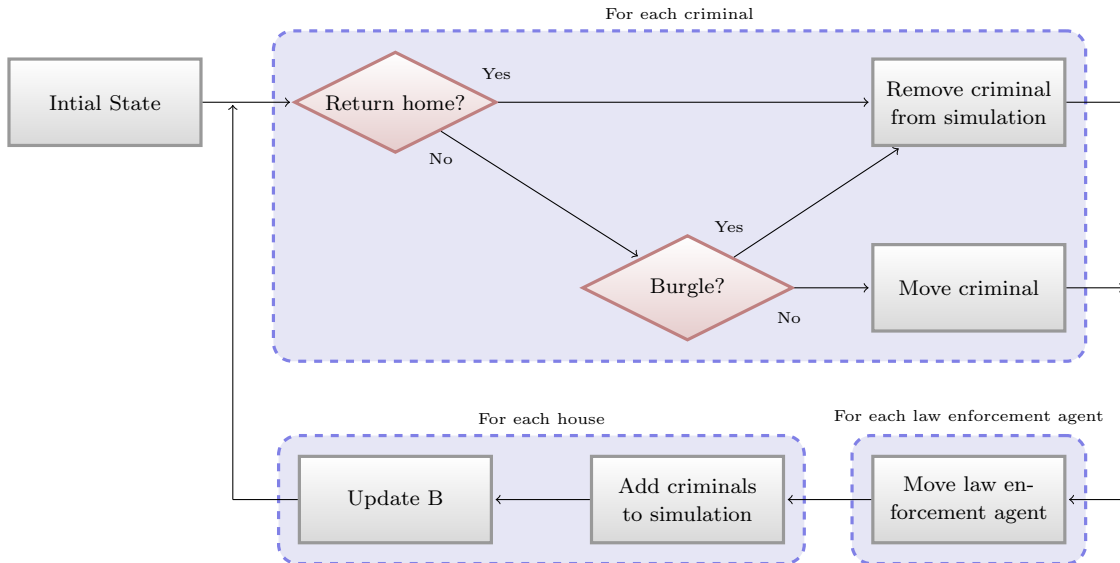 For each criminal
Intial State
Return home?
Yes
Remove criminal
from simulation
No
Yes
Burgle?
Move criminal
No
For each house
For each law enforcement agent
Update B
Add criminals
to simulation
Move law en-
forcement agent